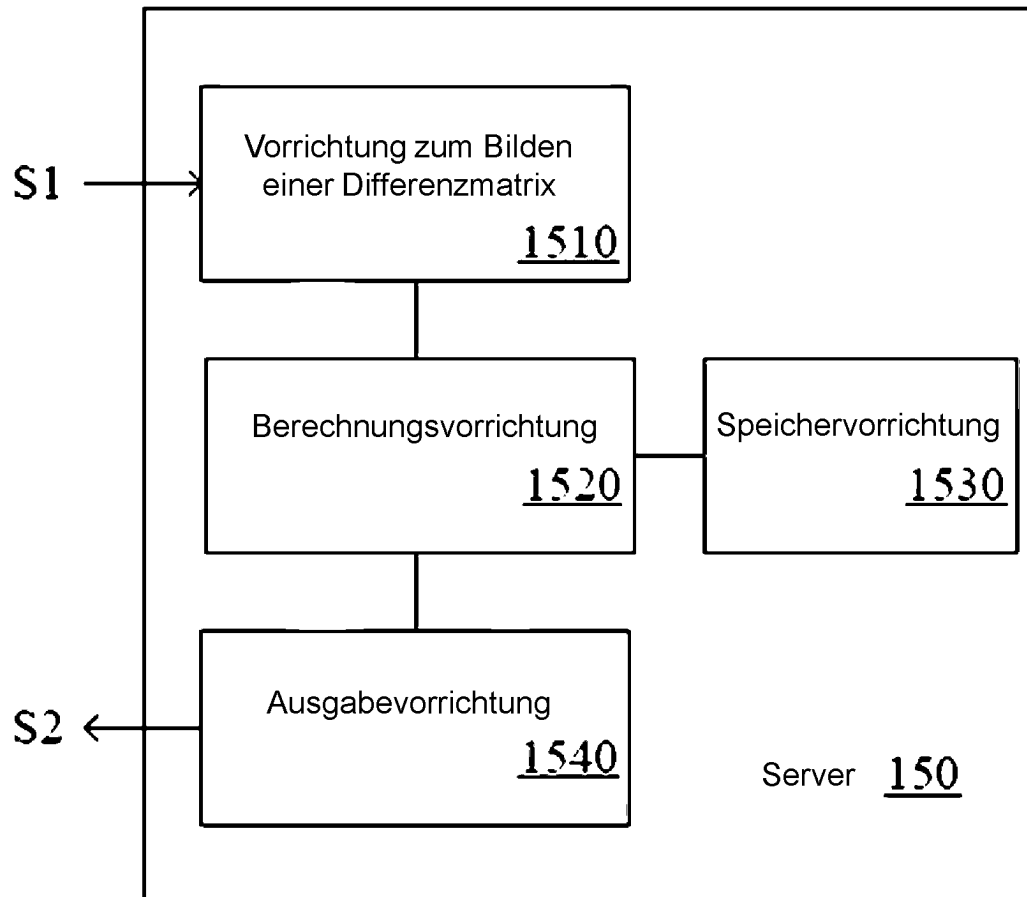 Vorrichtung zum Bilden
einer Differenzmatrix
S1
1510
Berechnungsvorrichtung
1520
Speichervorrichtung
1530
Ausgabevorrichtung
S2
1540
Server 150